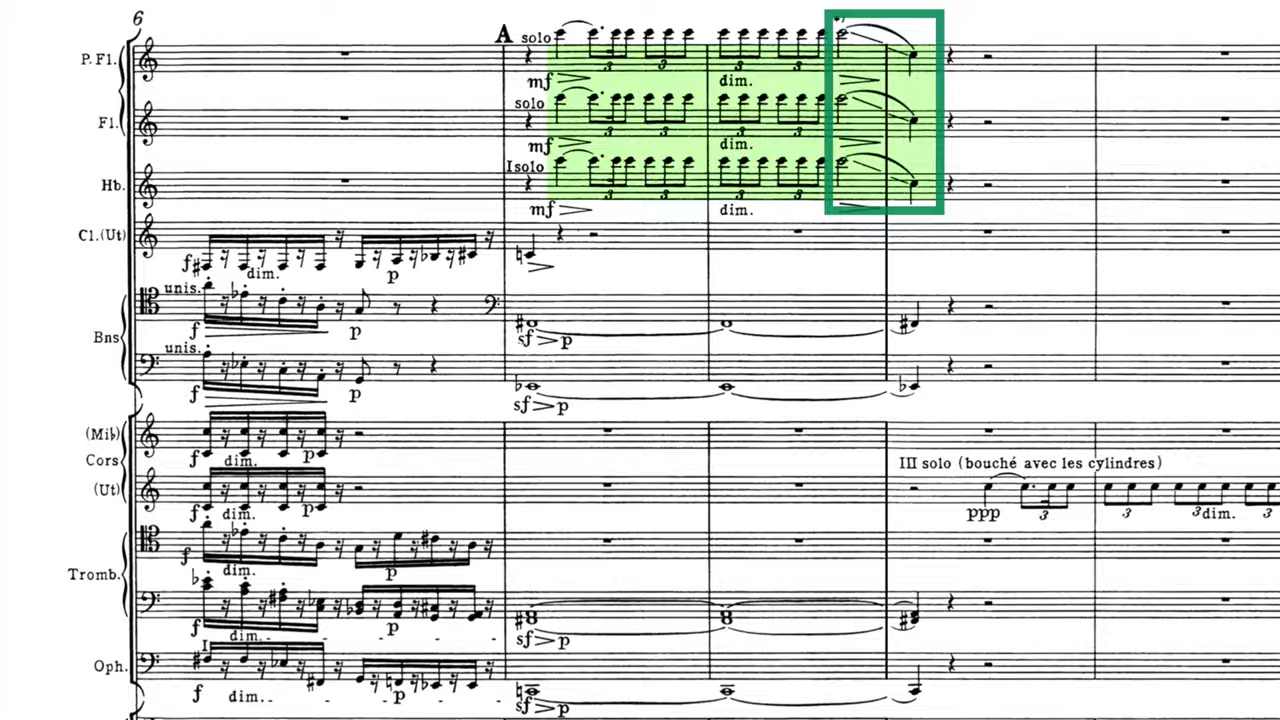 6
A solo
P. Fl.
mf dim.
solo
Fl.
mf dim.
I solo
Hb.
mf dim.
Cl. (Ut)
f dim. p
unis.
f p sf p
Bns
unis.
f p sf p
(Mi♭)
f dim. p
Cors
III solo (bouché avec les cylindres)
(Ut)
f dim. p ppp dim.
f dim. p
Tromb.
f dim. p sf p
I
Oph.
f dim. p sf p